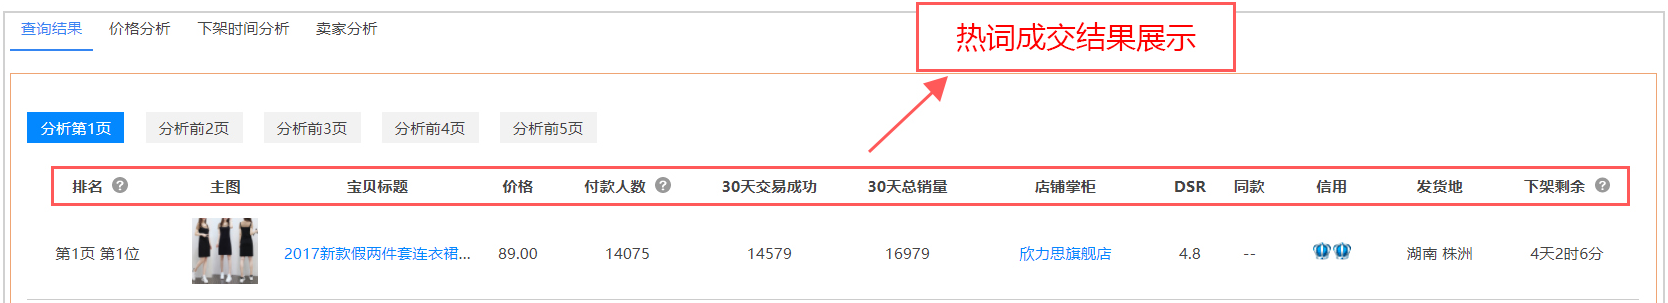 查询结果 价格分析 下架时间分析 卖家分析
热词成交结果展示
分析第1页 分析前2页 分析前3页 分析前4页 分析前5页
排名 ? 主图 宝贝标题 价格 付款人数 ? 30天交易成功 30天总销量 店铺掌柜 DSR 同款 信用 发货地 下架剩余 ?
第1页 第1位 2017新款假两件套连衣裙... 89.00 14075 14579 16979 欣力思旗舰店 4.8 -- 湖南 株洲 4天2时6分